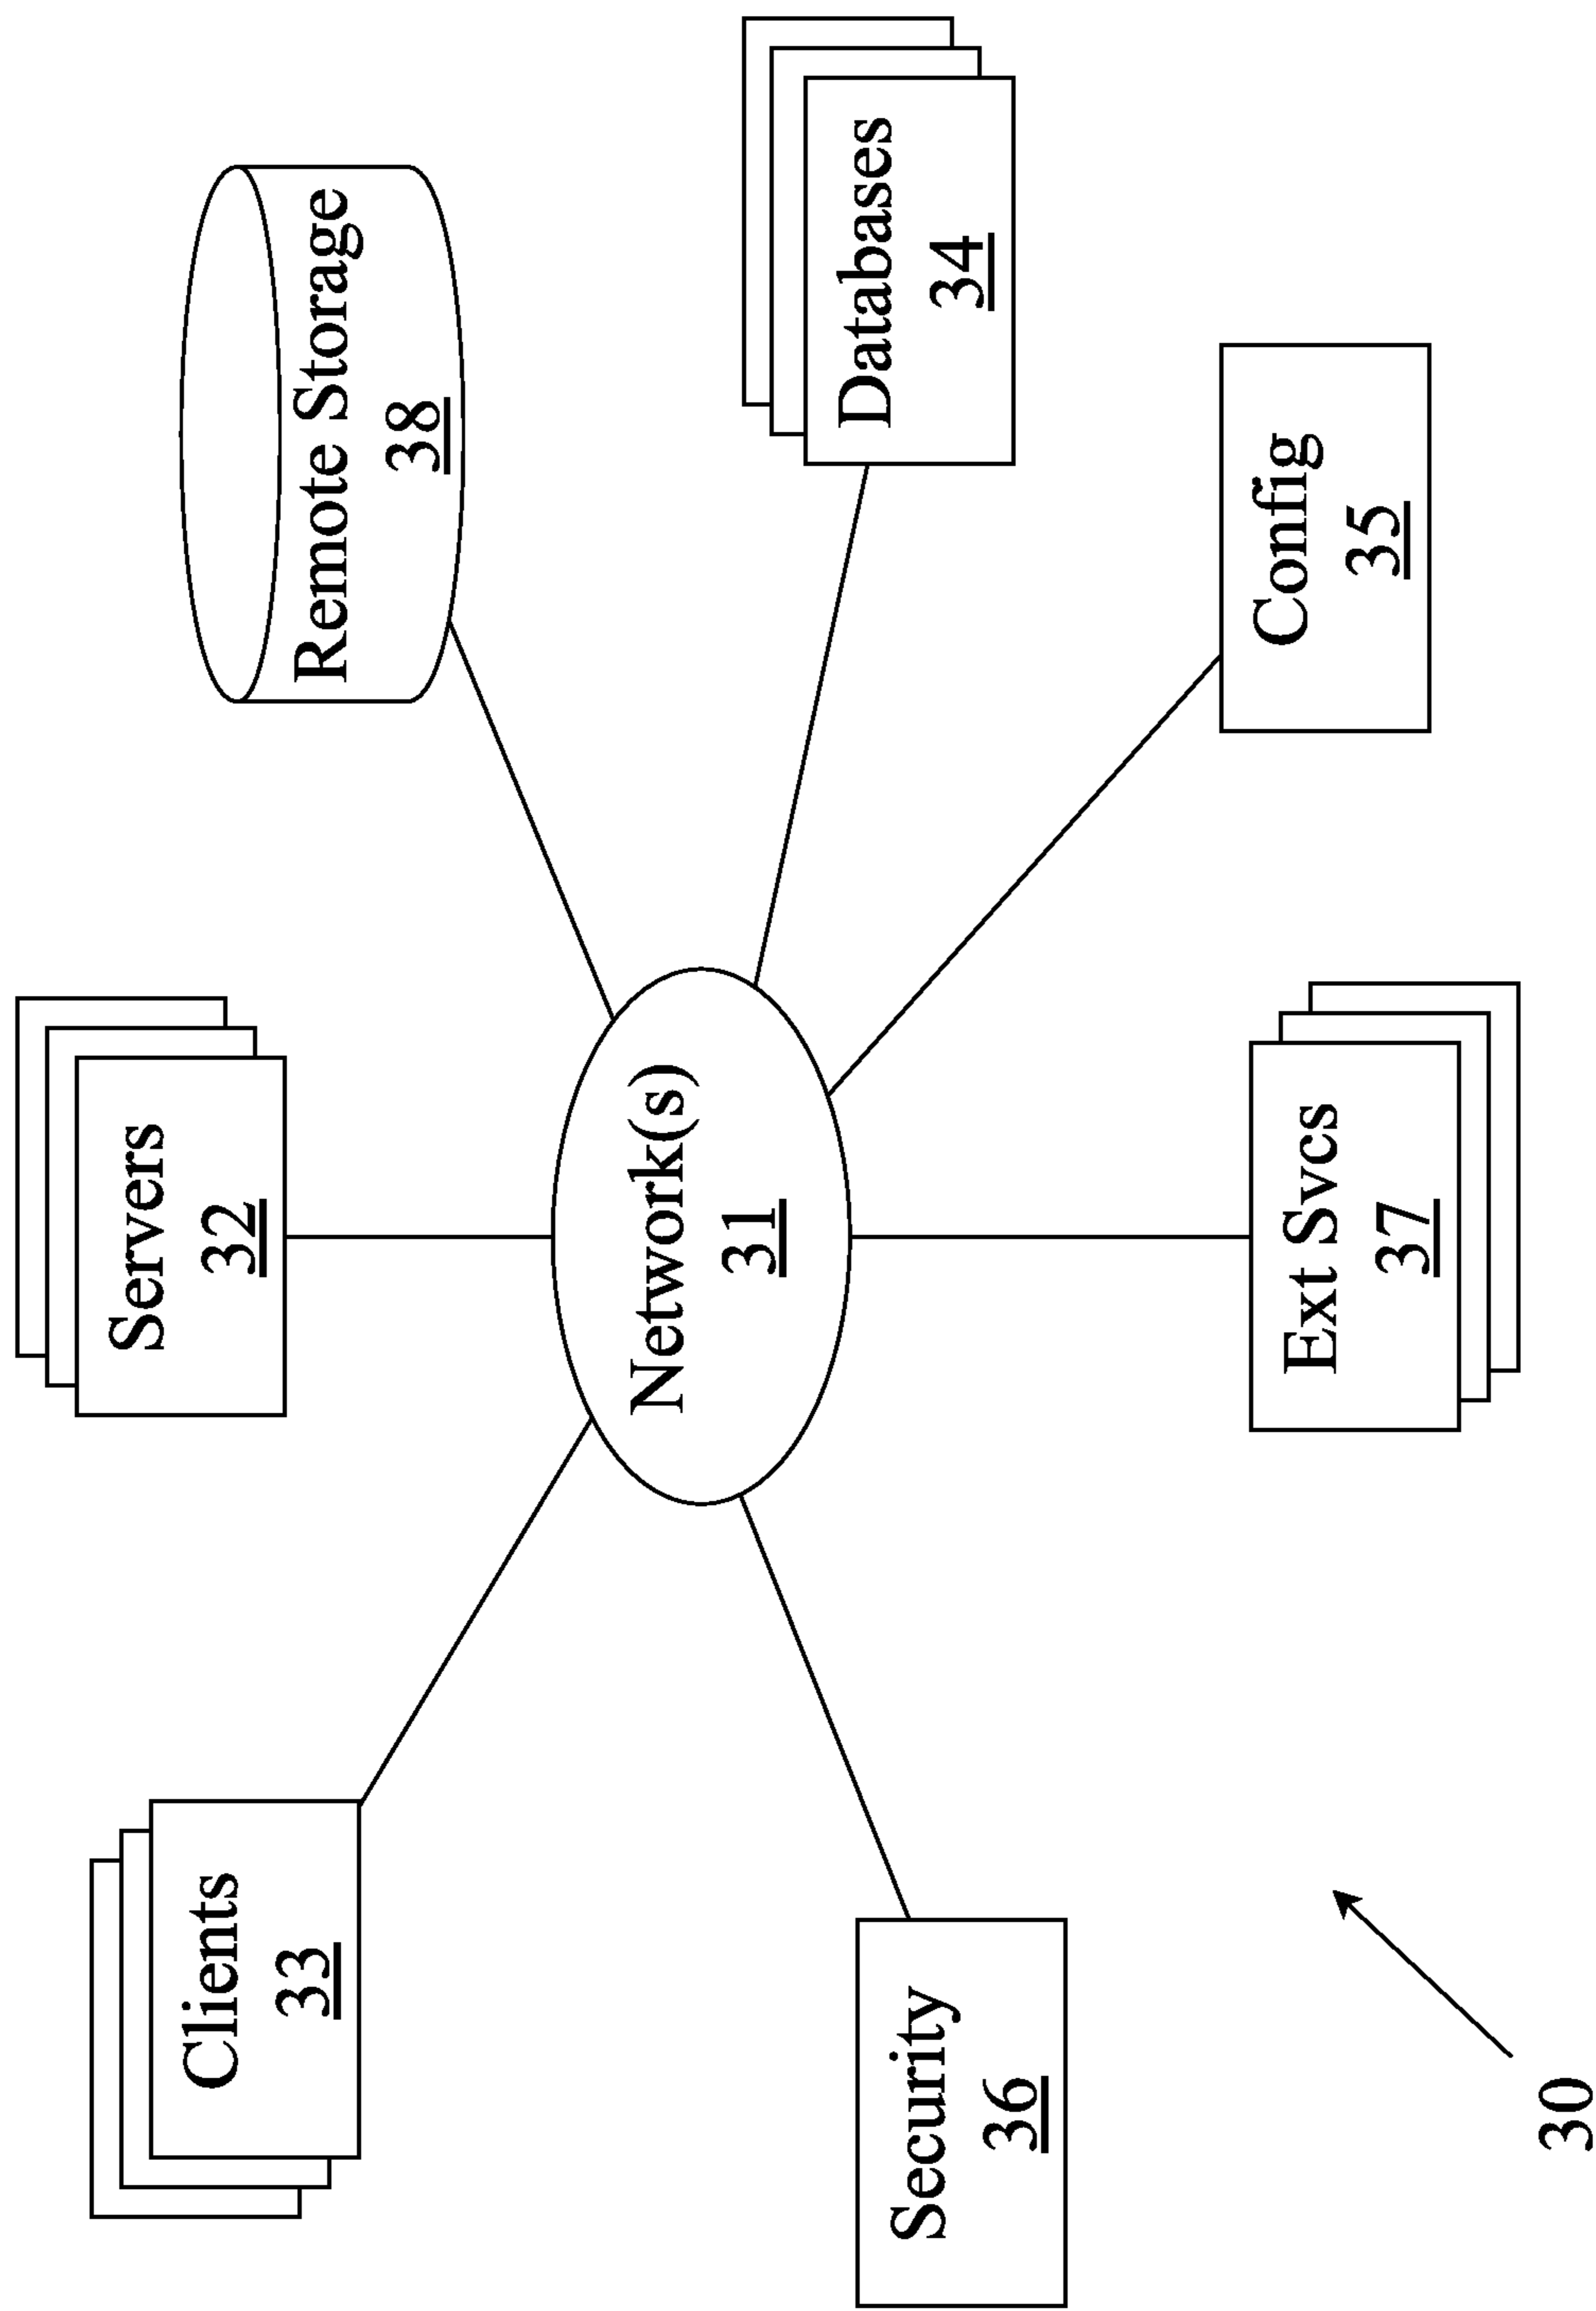 Servers
32
Clients
33
Remote Storage
38
Network(s)
31
Databases
34
Security
36
Ext Svcs
37
Config
35
30